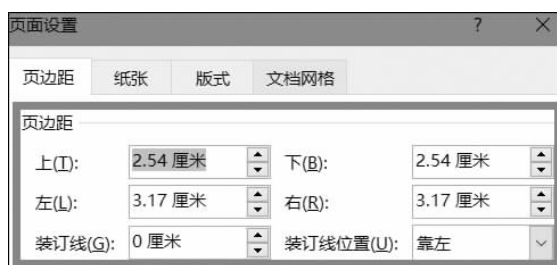 页面设置 ? ×
页边距 纸张 版式 文档网格
页边距
上(T): 2.54 厘米 下(B): 2.54 厘米
左(L): 3.17 厘米 右(R): 3.17 厘米
装订线(G): 0 厘米 装订线位置(U): 靠左